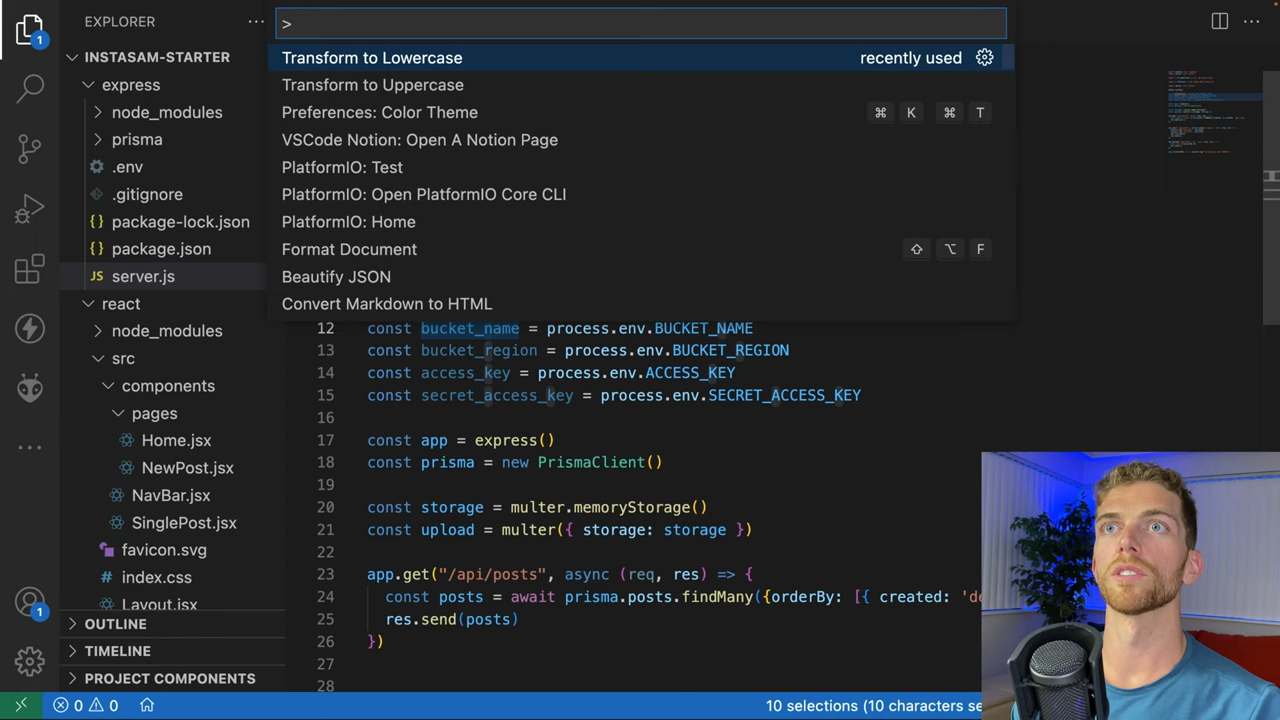 EXPLORER
INSTASAM-STARTER
express
node_modules
prisma
.env
.gitignore
package-lock.json
package.json
JS server.js
react
node_modules
src
components
pages
Home.jsx
NewPost.jsx
NavBar.jsx
SinglePost.jsx
favicon.svg
# index.css
Layout.jsx
OUTLINE
TIMELINE
PROJECT COMPONENTS
1
1
>
Transform to Lowercase recently used
Transform to Uppercase
Preferences: Color Theme ⌘ K ⌘ T
VSCode Notion: Open A Notion Page
PlatformIO: Test
PlatformIO: Open PlatformIO Core CLI
PlatformIO: Home
Format Document ⇧ ⌥ F
Beautify JSON
Convert Markdown to HTML
12 const bucket_name = process.env.BUCKET_NAME
13 const bucket_region = process.env.BUCKET_REGION
14 const access_key = process.env.ACCESS_KEY
15 const secret_access_key = process.env.SECRET_ACCESS_KEY
16
17 const app = express()
18 const prisma = new PrismaClient()
19
20 const storage = multer.memoryStorage()
21 const upload = multer({ storage: storage })
22
23 app.get("/api/posts", async (req, res) => {
24 const posts = await prisma.posts.findMany({orderBy: [{ created: 'de
25 res.send(posts)
26 })
27
28
0 0
10 selections (10 characters se